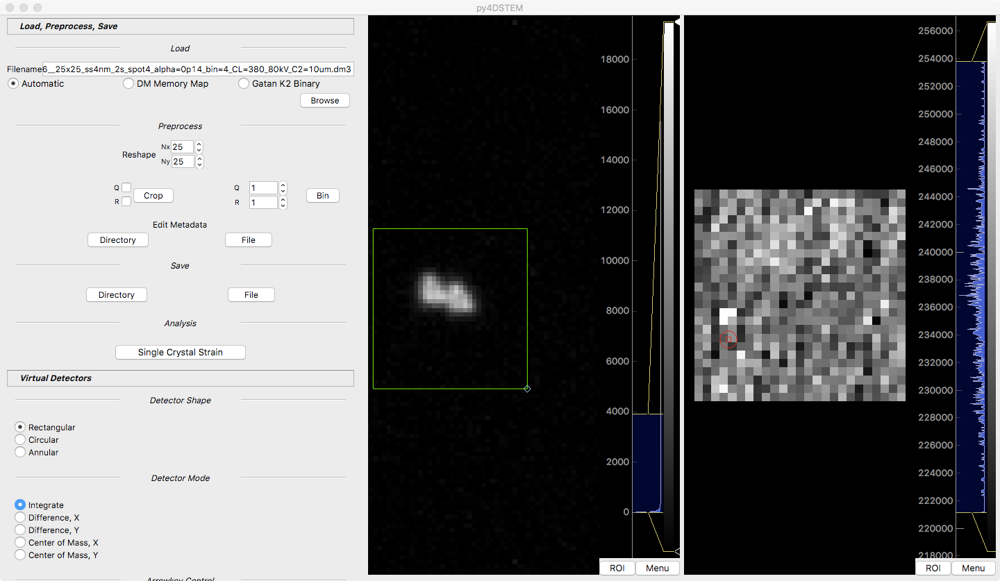 py4DSTEM
Load, Preprocess, Save
Load
Filename 6__25x25_ss4nm_2s_spot4_alpha=0p14_bin=4_CL=380_80kV_C2=10um.dm3
Automatic DM Memory Map Gatan K2 Binary
Browse
Preprocess
Reshape Nx 25
Ny 25
Q Crop Q 1 Bin
R R 1
Edit Metadata
Directory File
Save
Directory File
Analysis
Single Crystal Strain
Virtual Detectors
Detector Shape
Rectangular
Circular
Annular
Detector Mode
Integrate
Difference, X
Difference, Y
Center of Mass, X
Center of Mass, Y
Arrowkey Control
18000
16000
14000
12000
10000
8000
6000
4000
2000
0
ROI Menu
256000
254000
252000
250000
248000
246000
244000
242000
240000
238000
236000
234000
232000
230000
228000
226000
224000
222000
220000
218000
ROI Menu